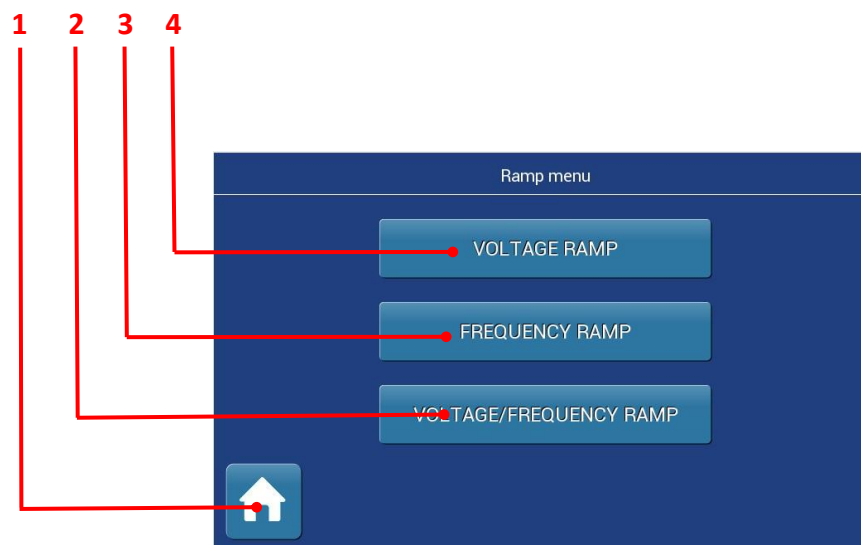 1 2 3 4
Ramp menu
VOLTAGE RAMP
FREQUENCY RAMP
VOLTAGE/FREQUENCY RAMP